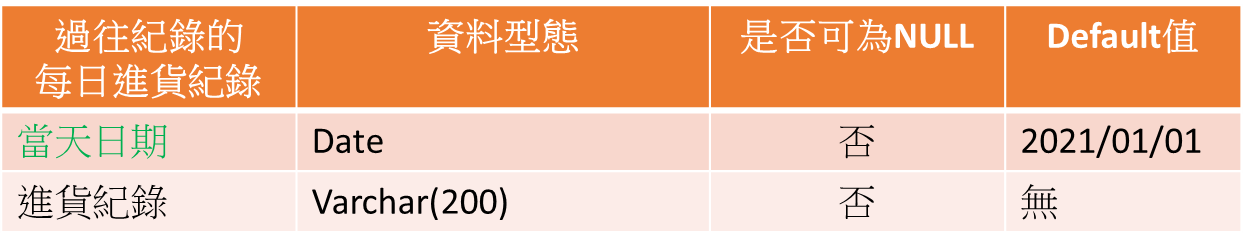 過往紀錄的
每日進貨紀錄
資料型態
是否可為NULL
Default值
當天日期
Date
否
2021/01/01
進貨紀錄
Varchar(200)
否
無